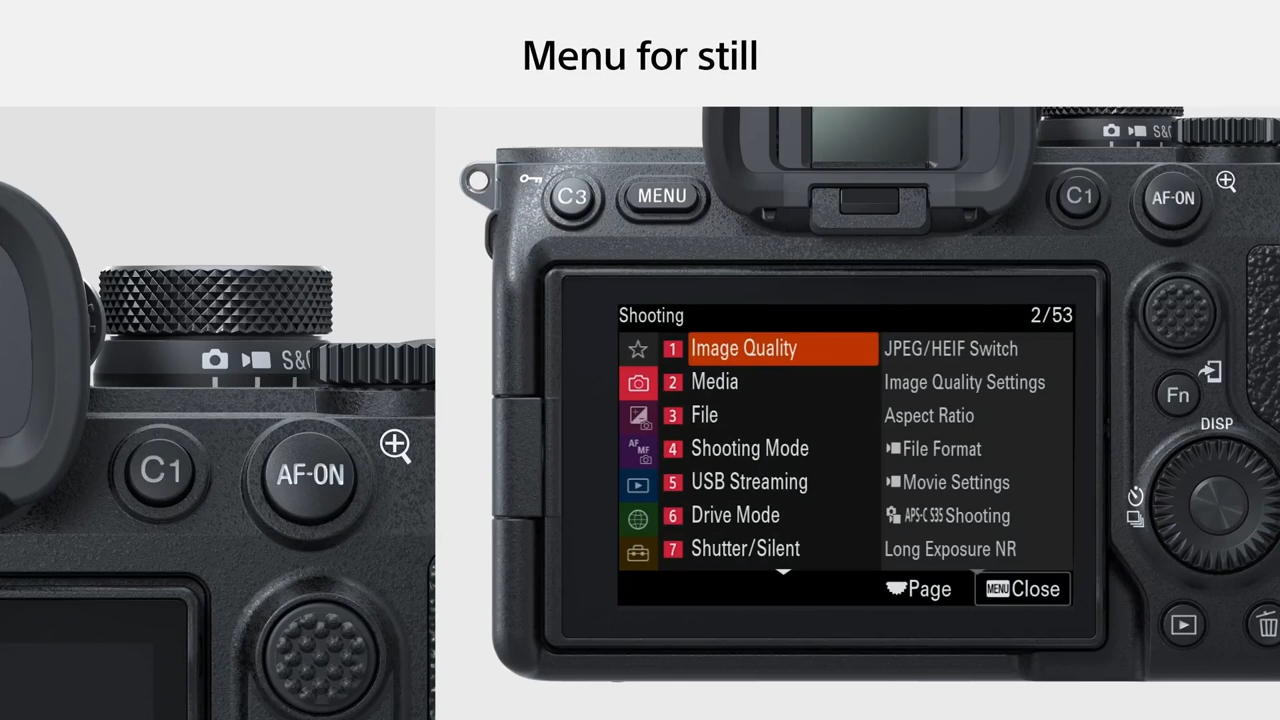 Menu for still
S&Q
C1
AF-ON
C3
MENU
C1
AF-ON
S&Q
Shooting 2/53
1 Image Quality JPEG/HEIF Switch
2 Media Image Quality Settings
3 File Aspect Ratio
AF MF
4 Shooting Mode File Format
5 USB Streaming Movie Settings
6 Drive Mode APS-C S35 Shooting
7 Shutter/Silent Long Exposure NR
Page MENU Close
Fn
DISP